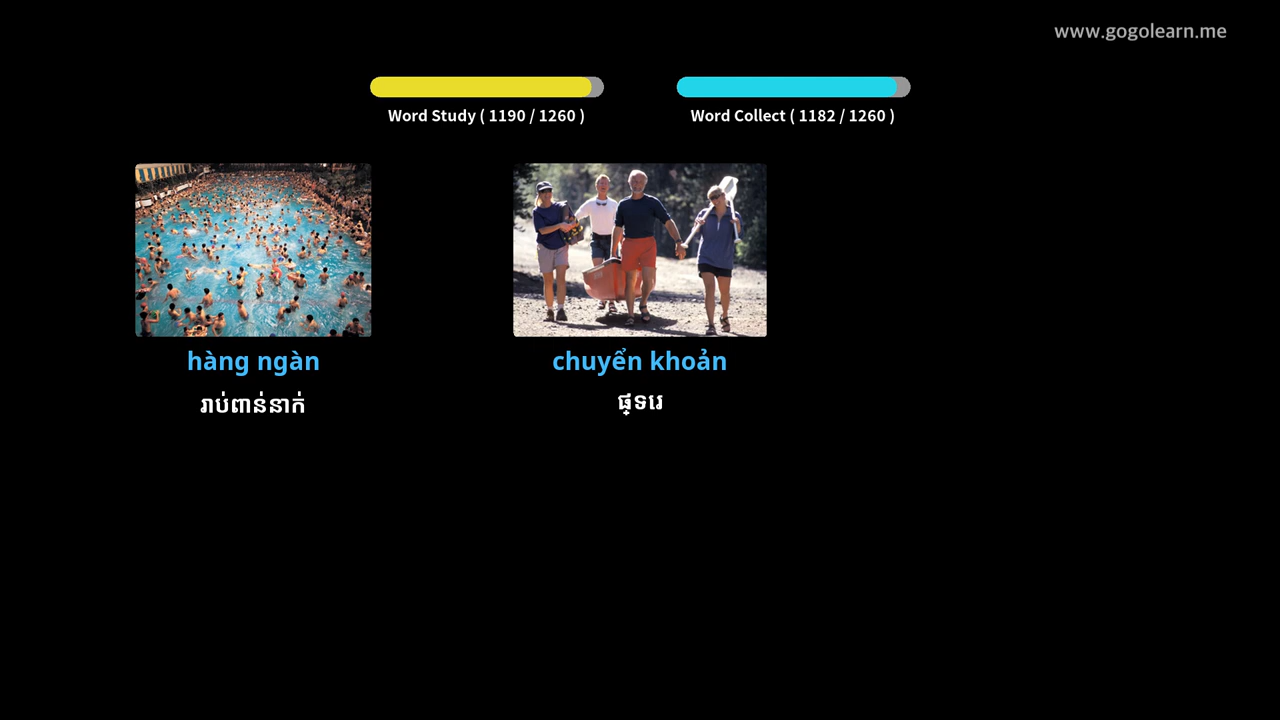 www.gogolearn.me
Word Study ( 1190 / 1260 )
Word Collect ( 1182 / 1260 )
hàng ngàn
chuyển khoản
រាប់ពាន់នាក់
ផ្ទរេ